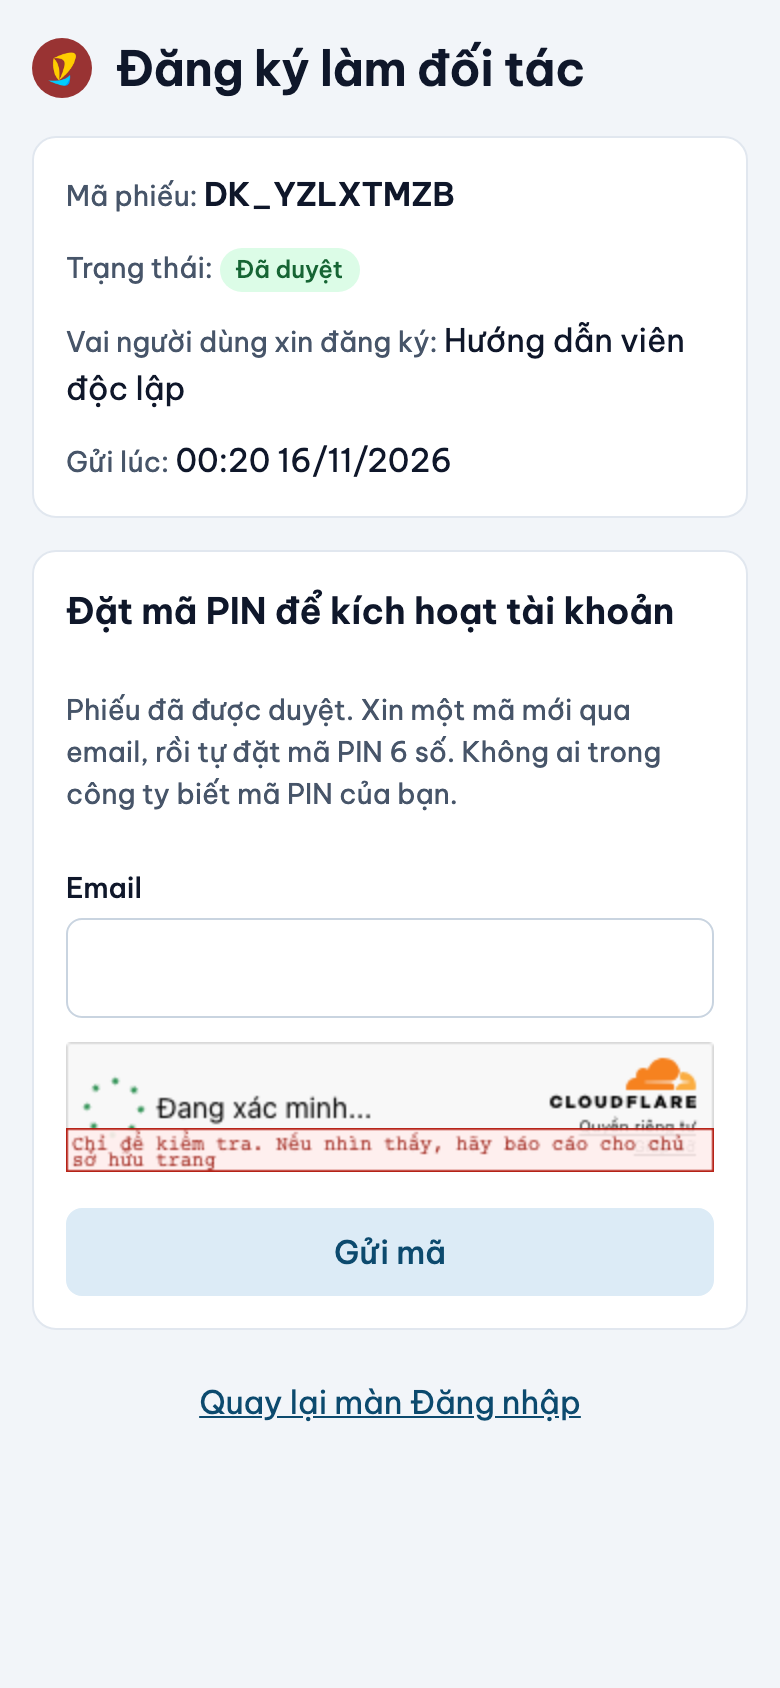 Đăng ký làm đối tác
Mã phiếu: DK_YZLXTMZB
Trạng thái: Đã duyệt
Vai người dùng xin đăng ký: Hướng dẫn viên
độc lập
Gửi lúc: 00:20 16/11/2026
Đặt mã PIN để kích hoạt tài khoản
Phiếu đã được duyệt. Xin một mã mới qua
email, rồi tự đặt mã PIN 6 số. Không ai trong
công ty biết mã PIN của bạn.
Email
Đang xác minh...
CLOUDFLARE
Quyền riêng tư
Chỉ để kiểm tra. Nếu nhìn thấy, hãy báo cáo cho chủ
sở hữu trang
Gửi mã
Quay lại màn Đăng nhập